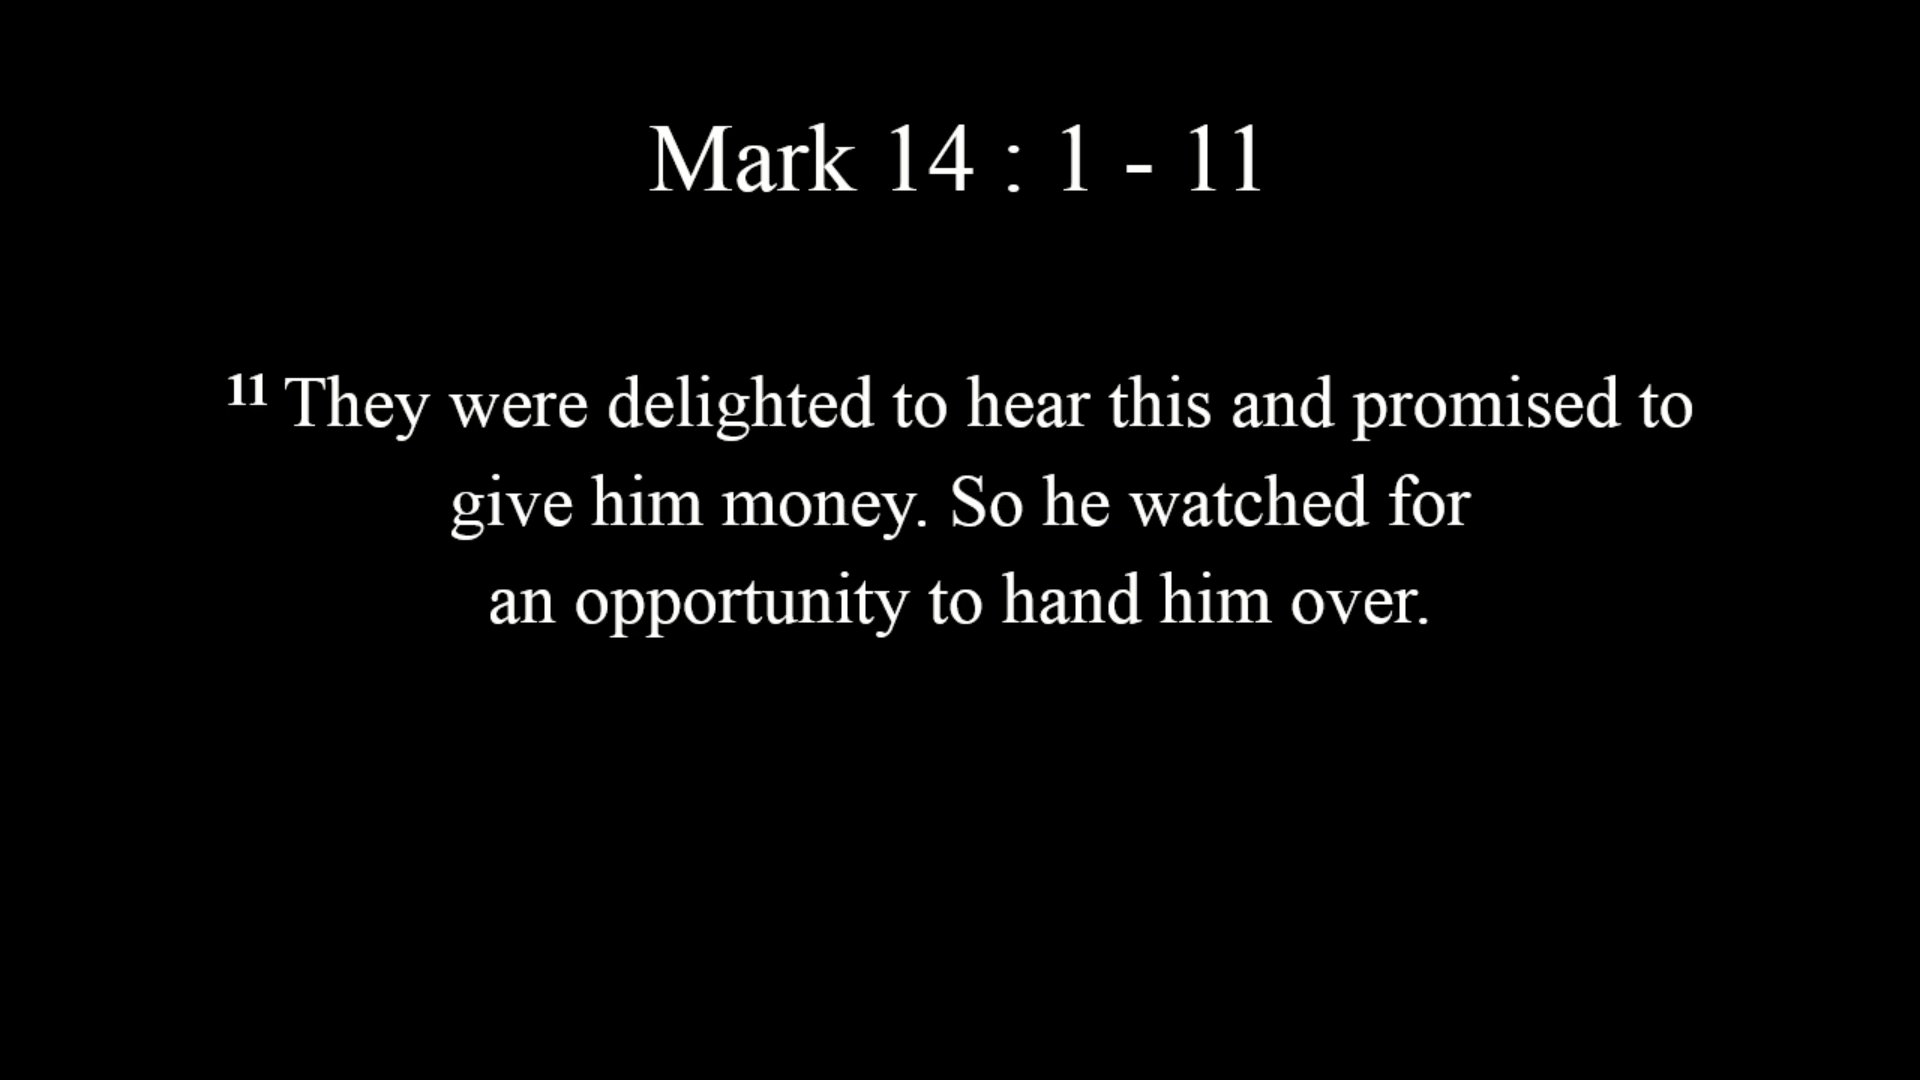 Mark 14 : 1 - 11
11 They were delighted to hear this and promised to
give him money. So he watched for
an opportunity to hand him over.